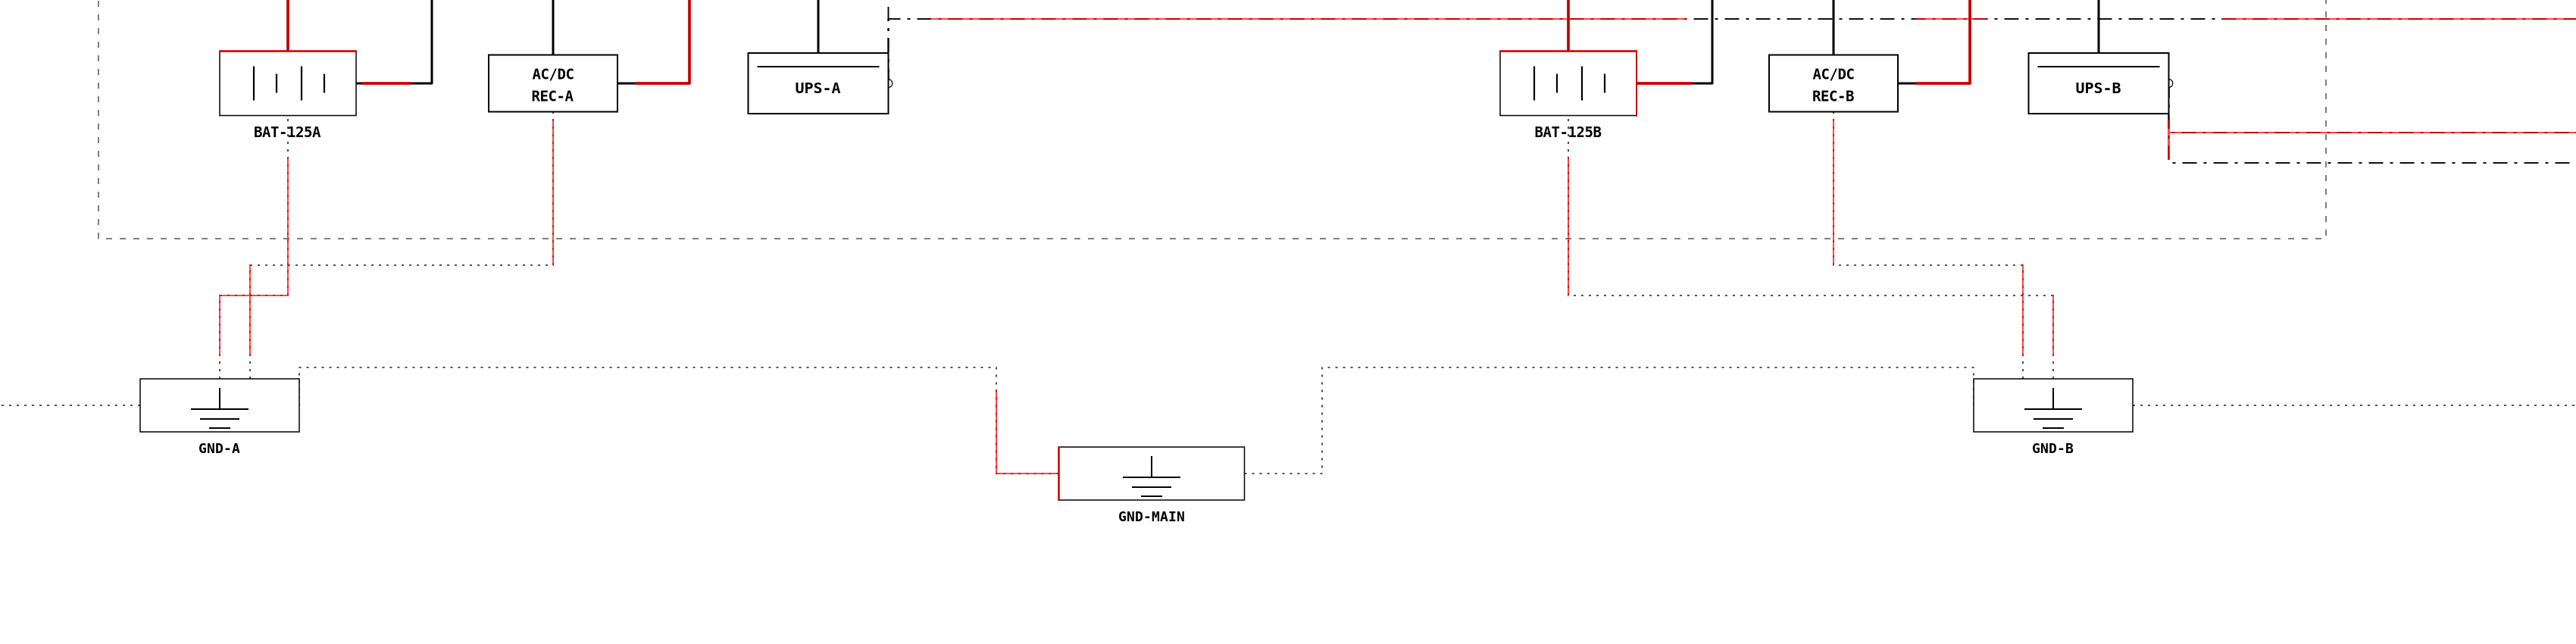 AC/DC
REC-A
UPS-A
BAT-125A
AC/DC
REC-B
UPS-B
BAT-125B
GND-A
GND-B
GND-MAIN